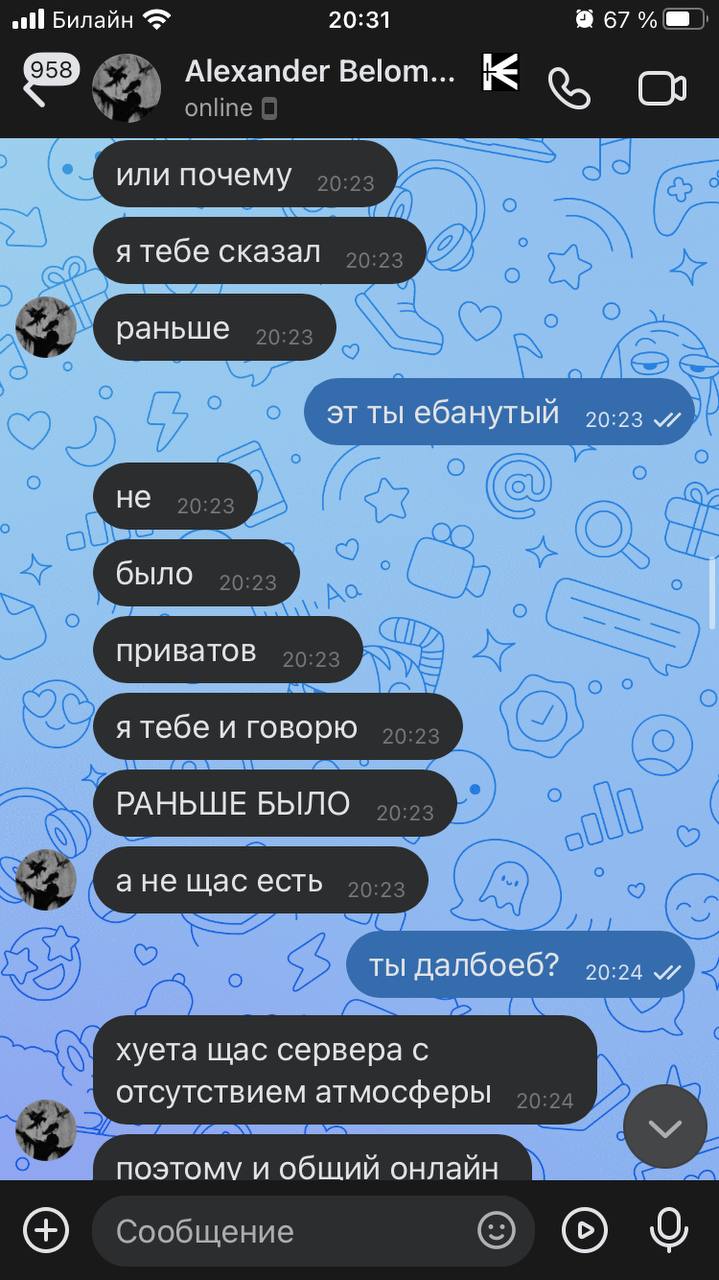 Билайн 20:31 67 %
958 Alexander Belom...
online
или почему 20:23
я тебе сказал 20:23
раньше 20:23
эт ты ебанутый 20:23
не 20:23
было 20:23
приватов 20:23
я тебе и говорю 20:23
РАНЬШЕ БЫЛО 20:23
а не щас есть 20:23
ты далбоеб? 20:24
хуета щас сервера с
отсутствием атмосферы 20:24
поэтому и общий онлайн
Сообщение